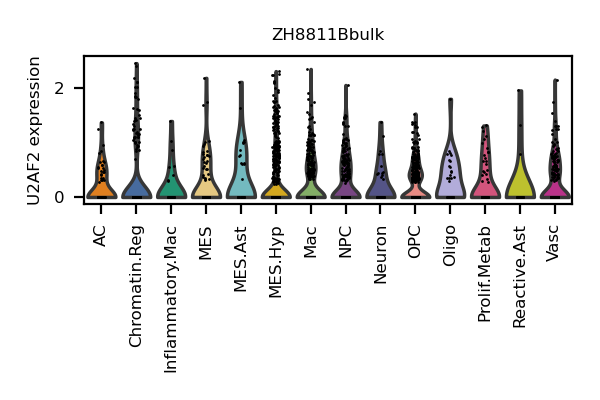 ZH8811Bbulk
U2AF2 expression
2
0
AC
Chromatin.Reg
Inflammatory.Mac
MES
MES.Ast
MES.Hyp
Mac
NPC
Neuron
OPC
Oligo
Prolif.Metab
Reactive.Ast
Vasc